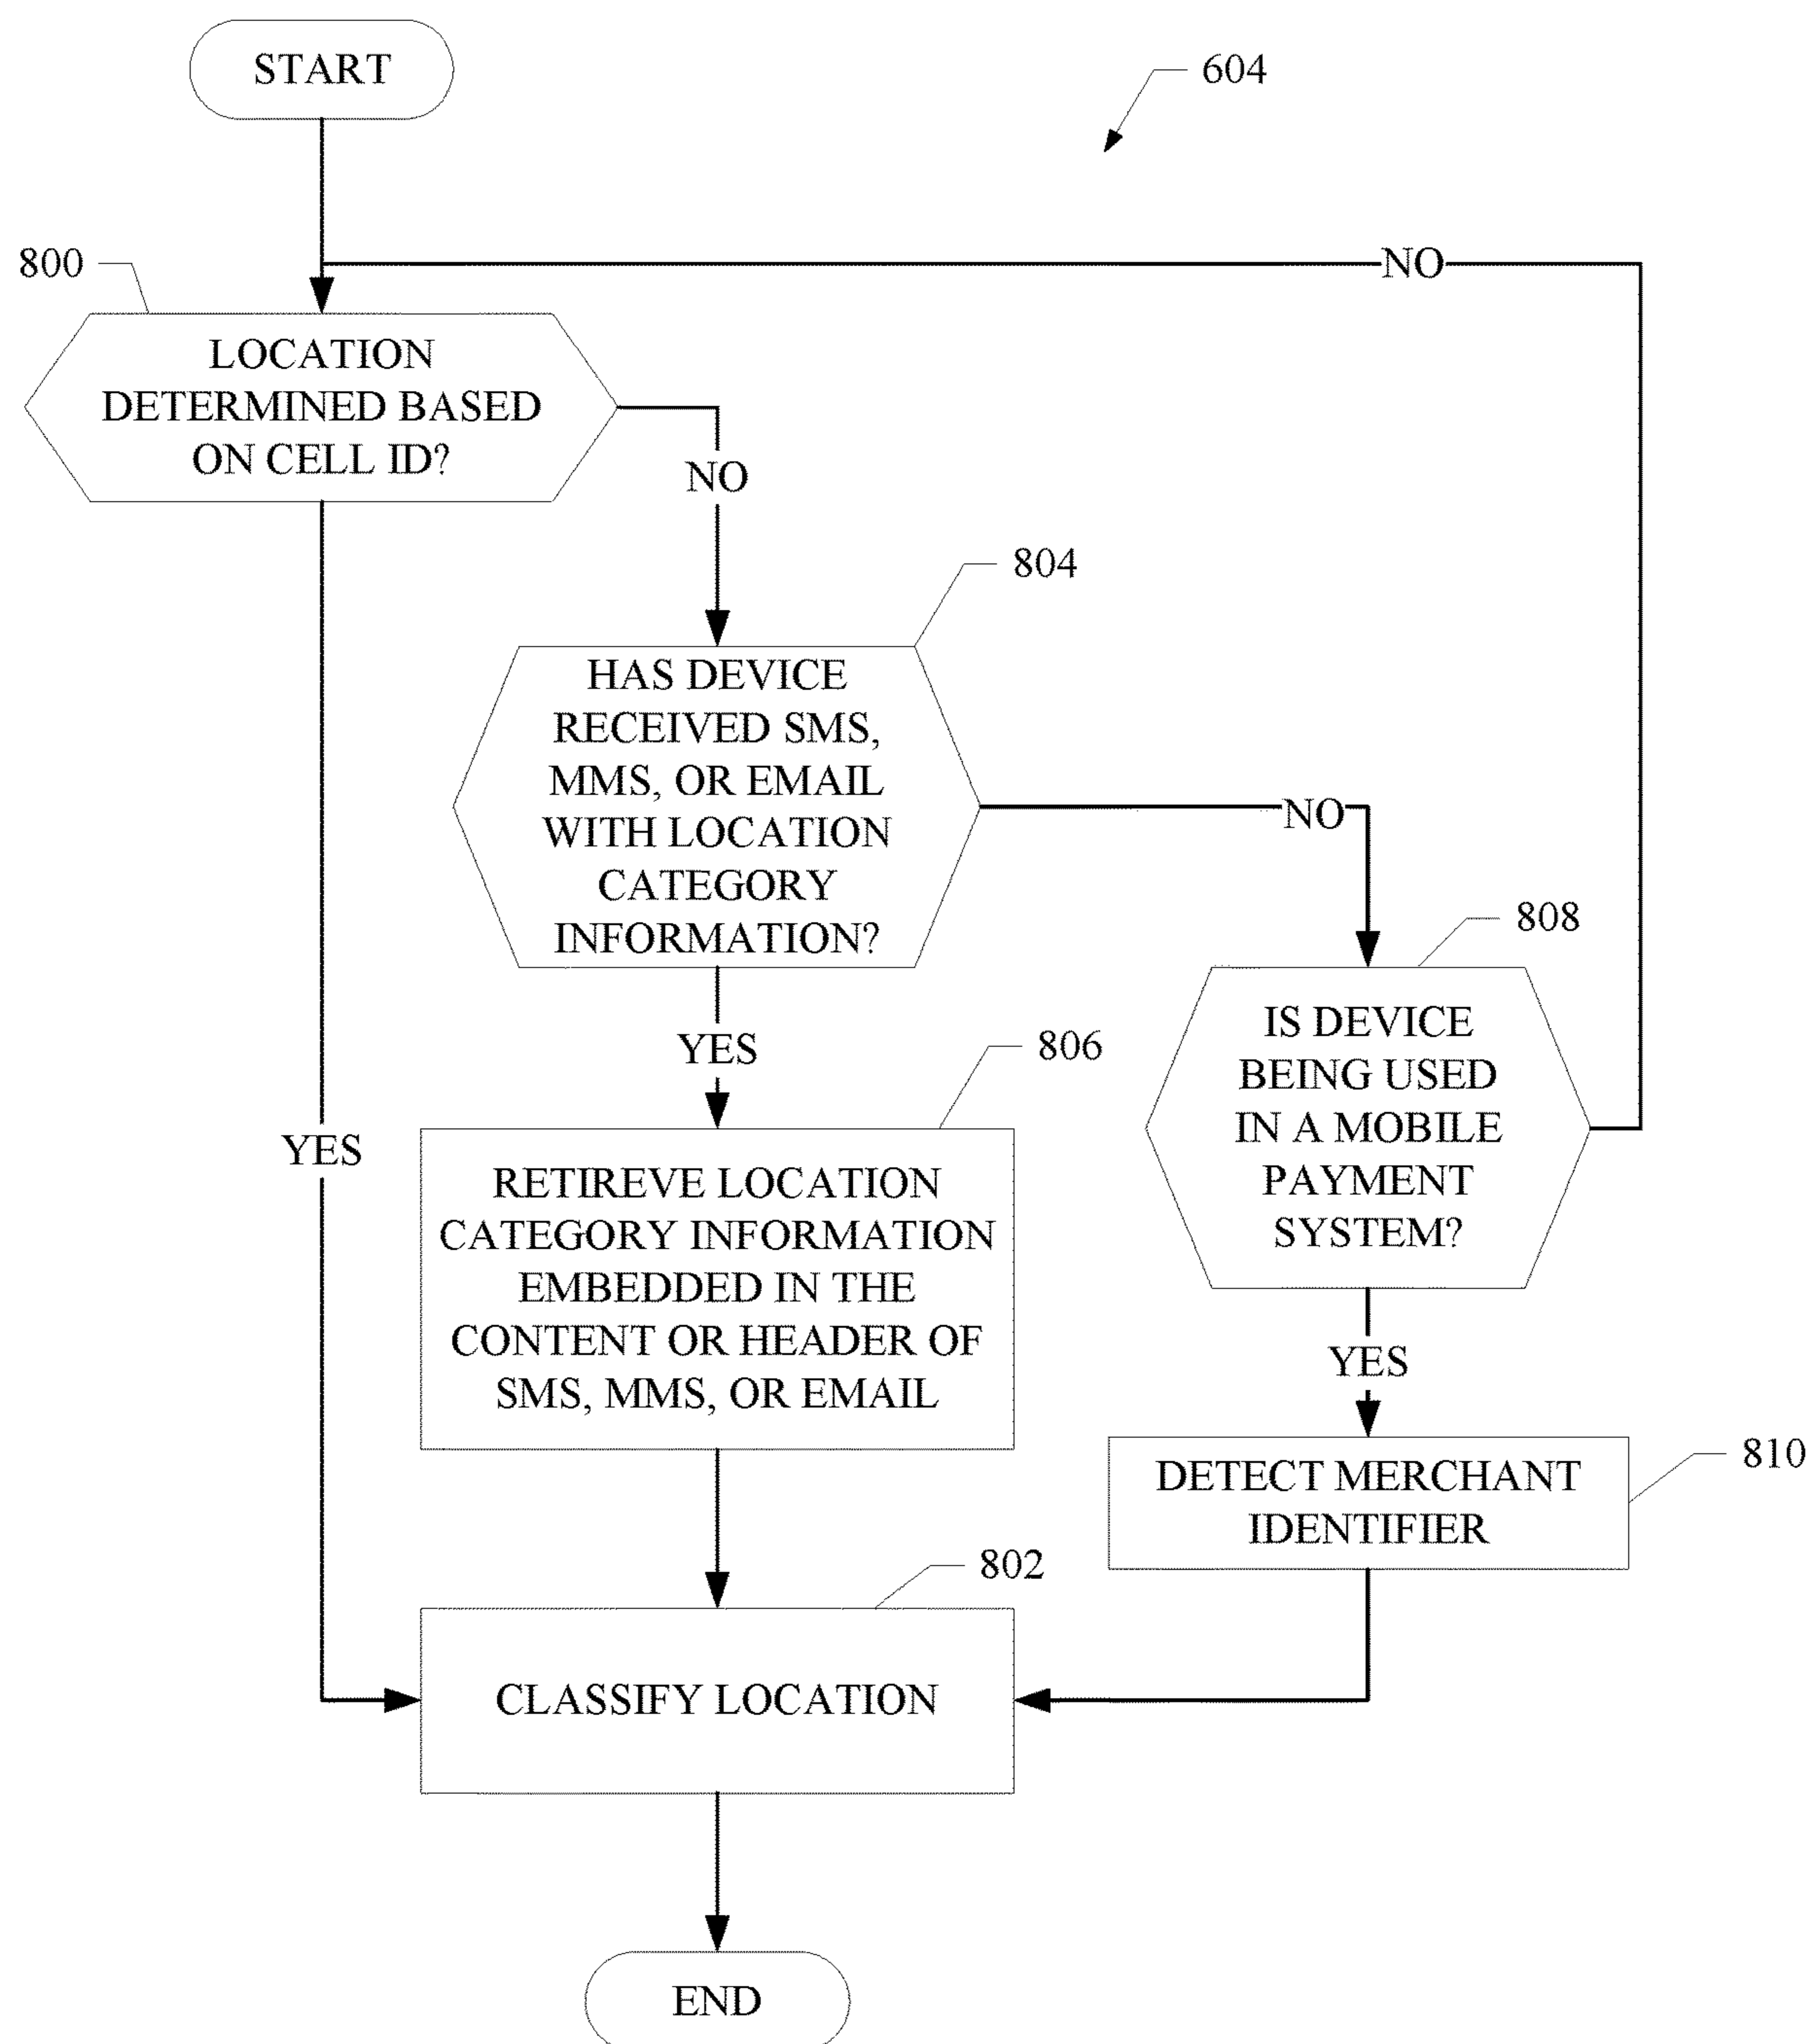 START
604
800
NO
LOCATION
DETERMINED BASED
ON CELL ID?
NO
804
HAS DEVICE
RECEIVED SMS,
MMS, OR EMAIL
WITH LOCATION
CATEGORY
INFORMATION?
NO
808
IS DEVICE
BEING USED
IN A MOBILE
PAYMENT
SYSTEM?
YES
806
YES
RETIREVE LOCATION
CATEGORY INFORMATION
EMBEDDED IN THE
CONTENT OR HEADER OF
SMS, MMS, OR EMAIL
YES
810
DETECT MERCHANT
IDENTIFIER
802
CLASSIFY LOCATION
END